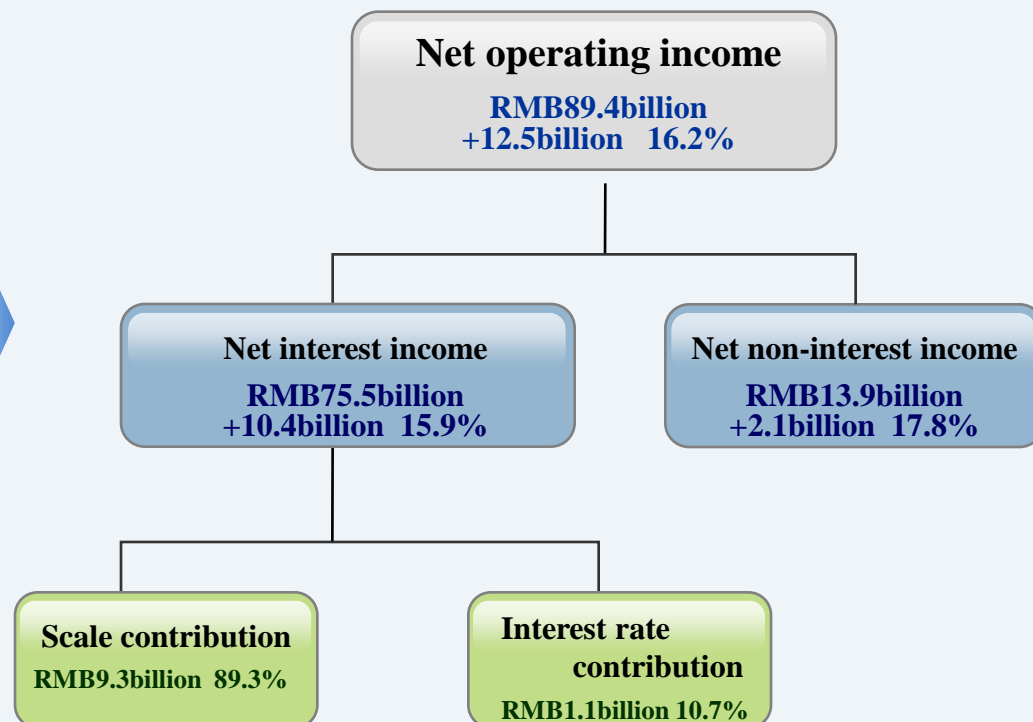 Net operating income
RMB89.4billion
+12.5billion 16.2%
Net interest income
RMB75.5billion
+10.4billion 15.9%
Net non-interest income
RMB13.9billion
+2.1billion 17.8%
Scale contribution
RMB9.3billion 89.3%
Interest rate
contribution
RMB1.1billion 10.7%